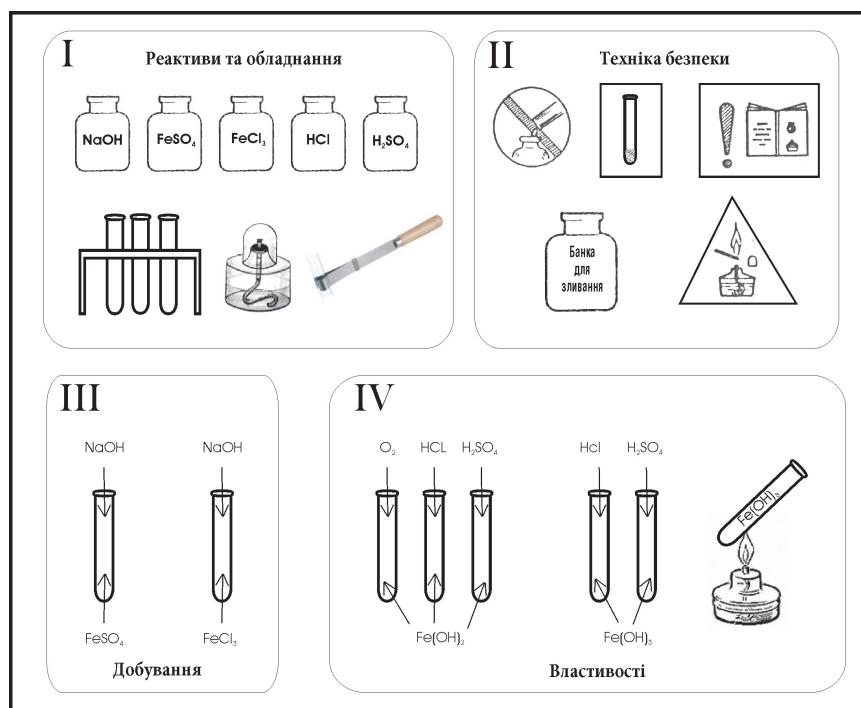 I
Реактиви та обладнання
NaOH
FeSO₄
FeCl₃
HCl
H₂SO₄
II
Техніка безпеки
Банка
для
зливання
III
NaOH
NaOH
FeSO₄
FeCl₃
Добування
IV
O₂
HCL
H₂SO₄
Hcl
H₂SO₄
Fe(OH)₃
Fe(OH)₂
Fe(OH)₃
Властивості